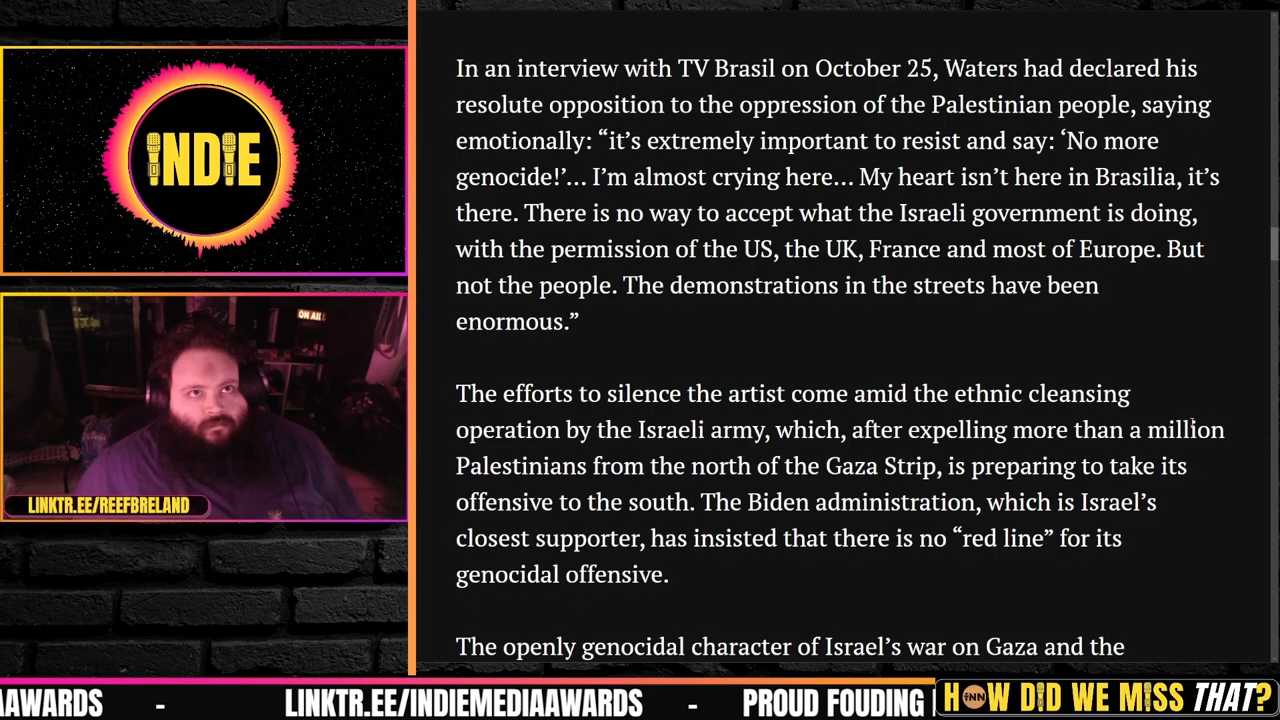 INDIE
ON AIR
LINKTR.EE/REEFBRELAND
In an interview with TV Brasil on October 25, Waters had declared his
resolute opposition to the oppression of the Palestinian people, saying
emotionally: “it’s extremely important to resist and say: ‘No more
genocide!’... I’m almost crying here... My heart isn’t here in Brasilia, it’s
there. There is no way to accept what the Israeli government is doing,
with the permission of the US, the UK, France and most of Europe. But
not the people. The demonstrations in the streets have been
enormous.”
The efforts to silence the artist come amid the ethnic cleansing
operation by the Israeli army, which, after expelling more than a million
Palestinians from the north of the Gaza Strip, is preparing to take its
offensive to the south. The Biden administration, which is Israel’s
closest supporter, has insisted that there is no “red line” for its
genocidal offensive.
The openly genocidal character of Israel’s war on Gaza and the
AAWARDS - LINKTR.EE/INDIEMEDIAAWARDS - PROUD FOUDING
HOW DID WE MISS THAT?
INN